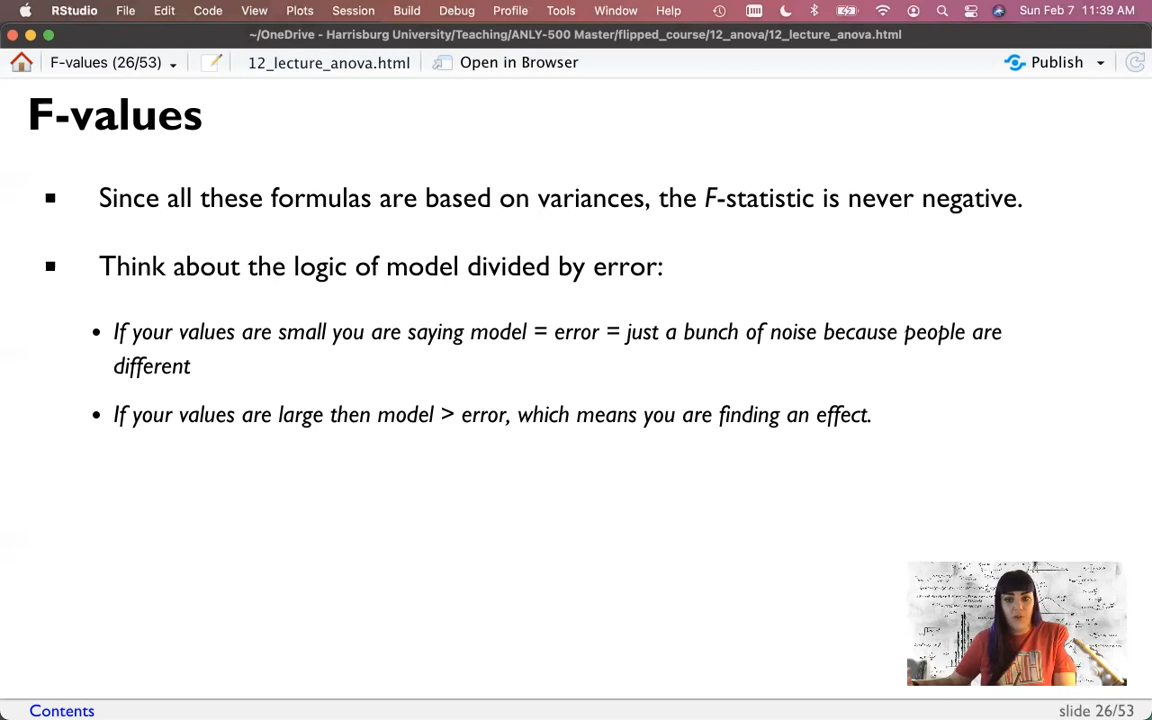 RStudio File Edit Code View Plots Session Build Debug Profile Tools Window Help Sun Feb 7 11:39 AM
~/OneDrive - Harrisburg University/Teaching/ANLY-500 Master/flipped_course/12_anova/12_lecture_anova.html
F-values (26/53) 12_lecture_anova.html Open in Browser Publish
F-values
Since all these formulas are based on variances, the F-statistic is never negative.
Think about the logic of model divided by error:
If your values are small you are saying model = error = just a bunch of noise because people are
different
If your values are large then model > error, which means you are finding an effect.
Contents slide 26/53